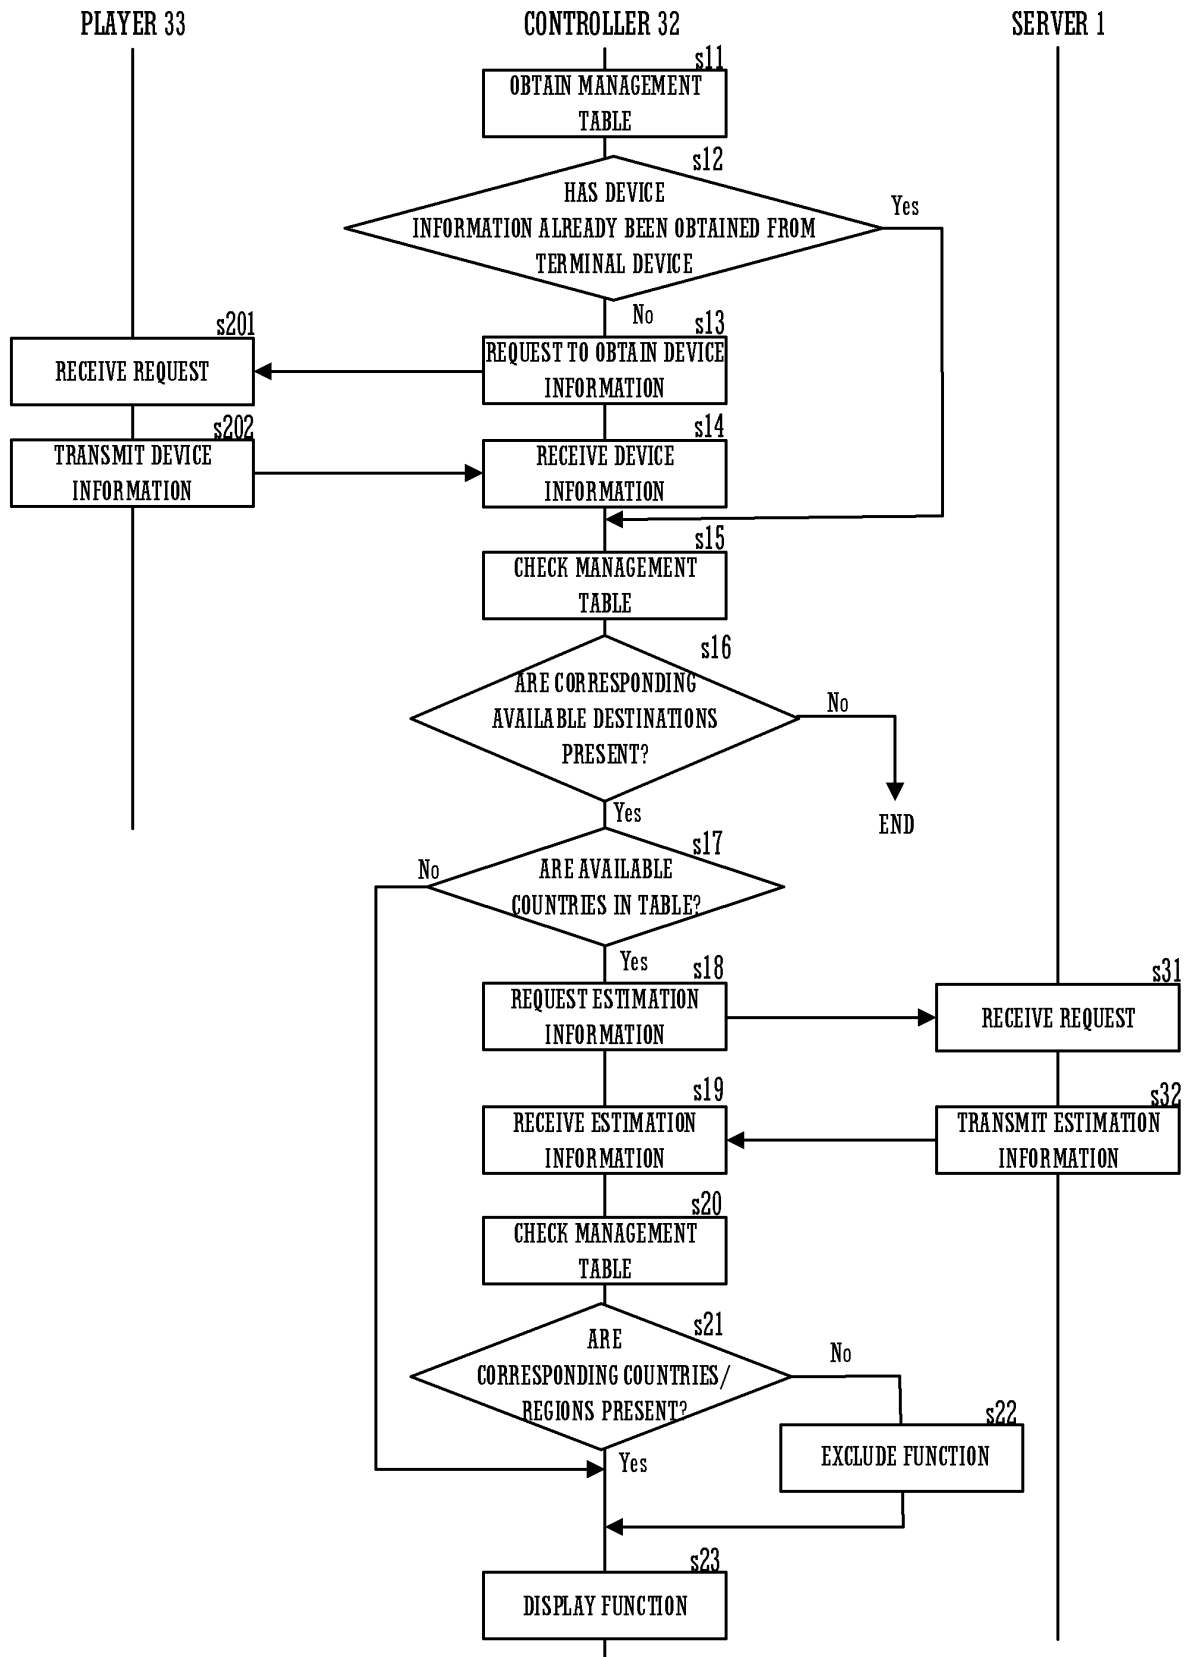 PLAYER 33
CONTROLLER 32
SERVER 1
s11
OBTAIN MANAGEMENT
TABLE
s12
HAS DEVICE
INFORMATION ALREADY BEEN OBTAINED FROM
TERMINAL DEVICE
Yes
No
s13
REQUEST TO OBTAIN DEVICE
INFORMATION
s201
RECEIVE REQUEST
s202
TRANSMIT DEVICE
INFORMATION
s14
RECEIVE DEVICE
INFORMATION
s15
CHECK MANAGEMENT
TABLE
s16
ARE CORRESPONDING
AVAILABLE DESTINATIONS
PRESENT?
No
END
Yes
s17
ARE AVAILABLE
COUNTRIES IN TABLE?
No
Yes
s18
REQUEST ESTIMATION
INFORMATION
s31
RECEIVE REQUEST
s19
RECEIVE ESTIMATION
INFORMATION
s32
TRANSMIT ESTIMATION
INFORMATION
s20
CHECK MANAGEMENT
TABLE
s21
ARE
CORRESPONDING COUNTRIES/
REGIONS PRESENT?
No
s22
EXCLUDE FUNCTION
Yes
s23
DISPLAY FUNCTION